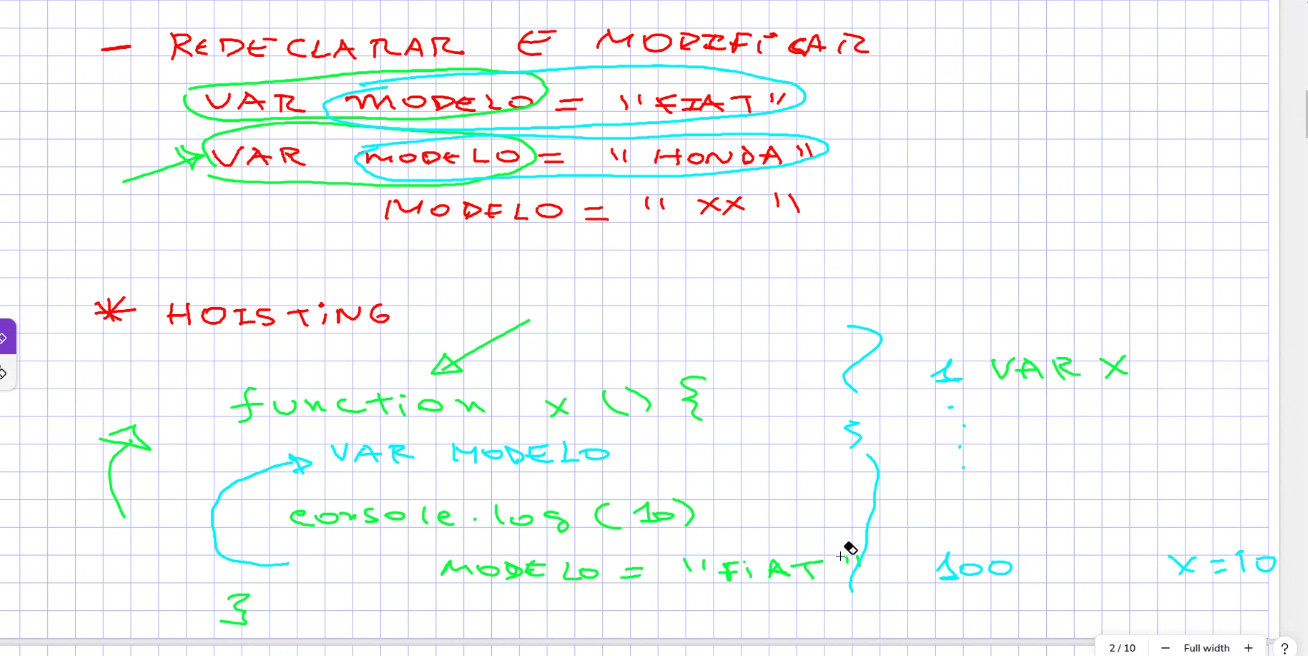 — REDECLARAR E MODIFICAR
VAR MODELO = "FIAT"
VAR MODELO = "HONDA"
MODELO = "XX"
* HOISTING
function x () {
VAR MODELO
console.log (10)
MODELO = "FiAT"
}
1 VAR X
100 X = 10
2 / 10 — Full width + ?